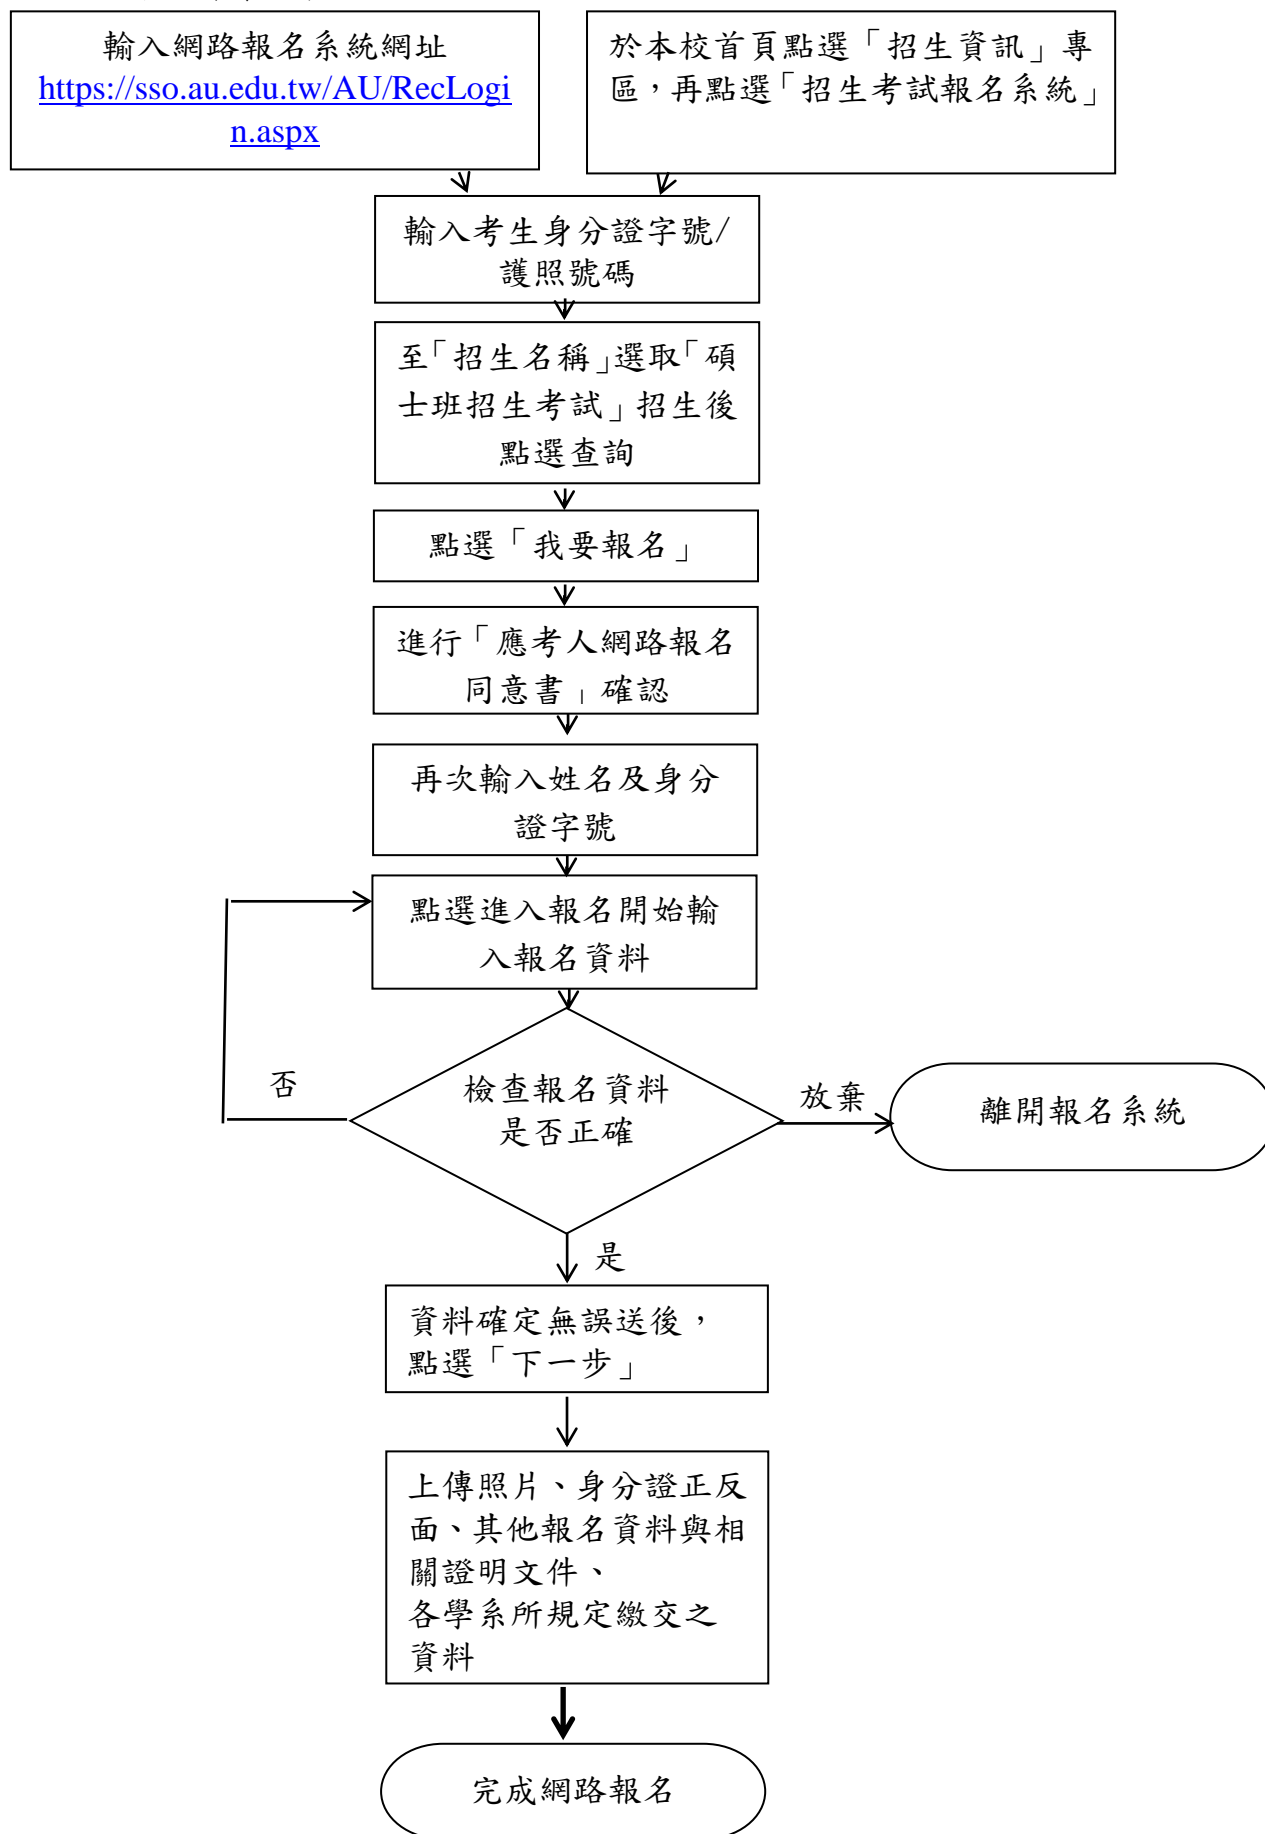 輸入網路報名系統網址
https://sso.au.edu.tw/AU/RecLogi
n.aspx
於本校首頁點選「招生資訊」專
區，再點選「招生考試報名系統」
輸入考生身分證字號/
護照號碼
至「招生名稱」選取「碩
士班招生考試」招生後
點選查詢
點選「我要報名」
進行「應考人網路報名
同意書」確認
再次輸入姓名及身分
證字號
點選進入報名開始輸
入報名資料
否
檢查報名資料
是否正確
放棄
離開報名系統
是
資料確定無誤送後，
點選「下一步」
上傳照片、身分證正反
面、其他報名資料與相
關證明文件、
各學系所規定繳交之
資料
完成網路報名